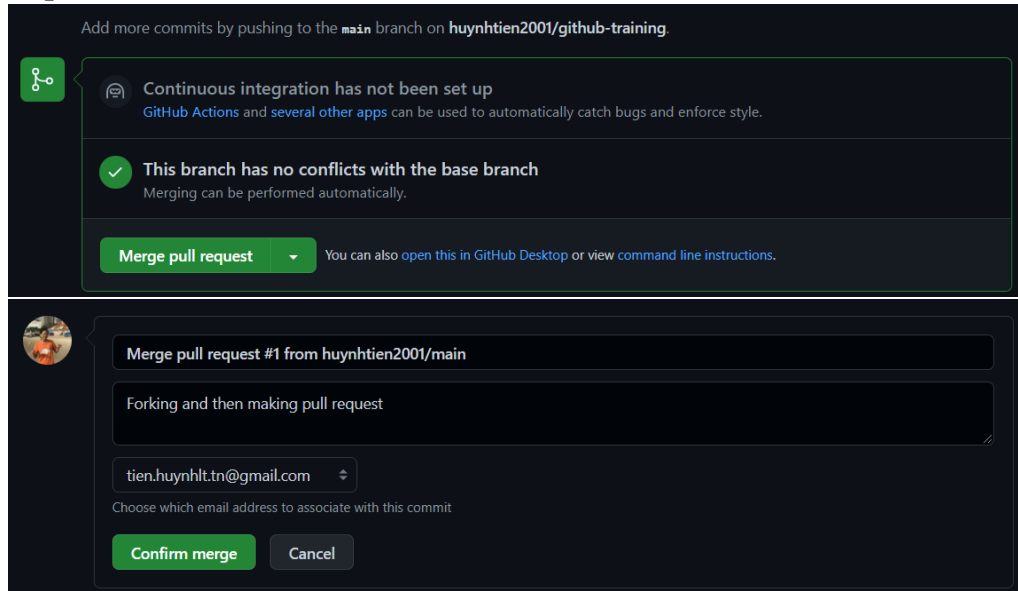 Add more commits by pushing to the main branch on huynhtien2001/github-training.
Continuous integration has not been set up
GitHub Actions and several other apps can be used to automatically catch bugs and enforce style.
This branch has no conflicts with the base branch
Merging can be performed automatically.
Merge pull request You can also open this in GitHub Desktop or view command line instructions.
Merge pull request #1 from huynhtien2001/main
Forking and then making pull request
tien.huynhlt.tn@gmail.com
Choose which email address to associate with this commit
Confirm merge Cancel